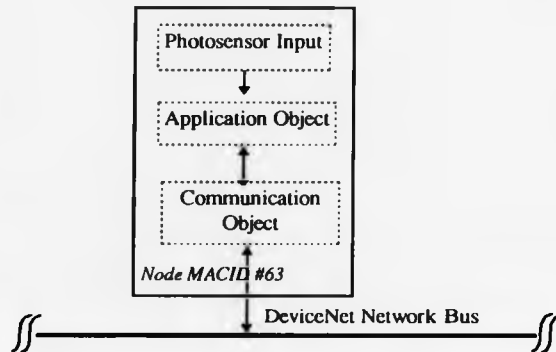 Photosensor Input
Application Object
Communication
Object
Node MACID #63
DeviceNet Network Bus